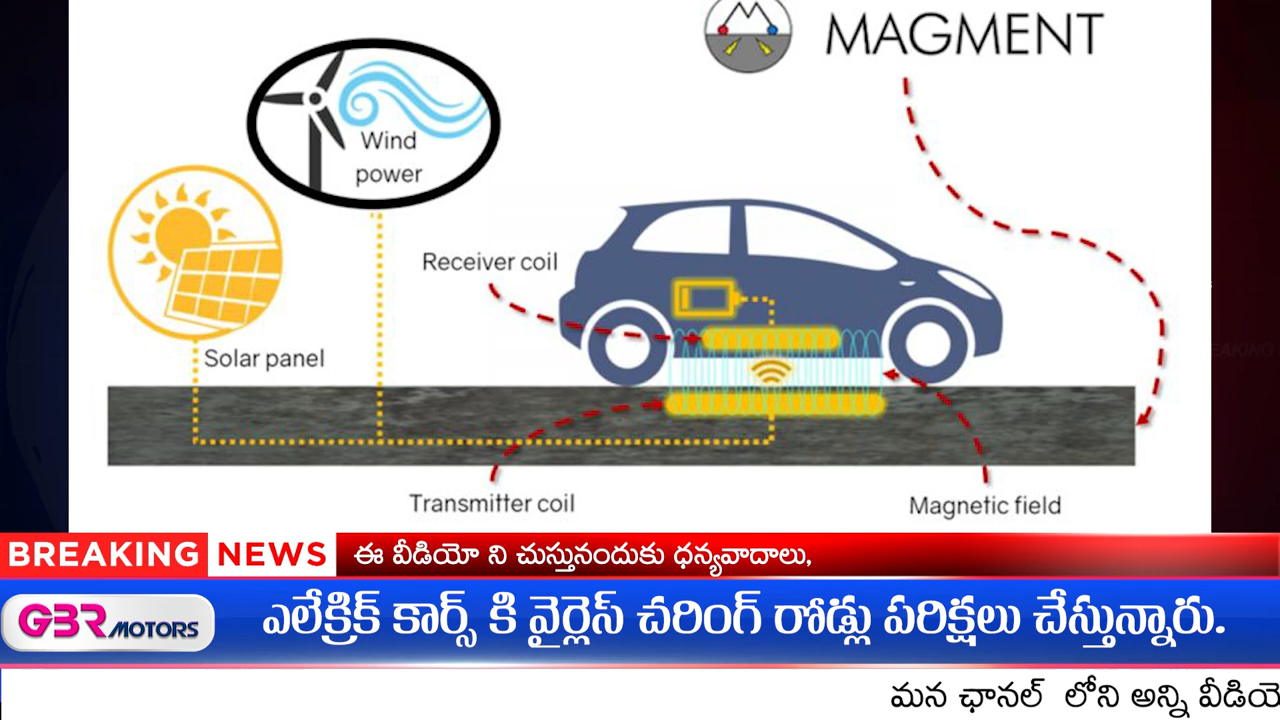 MAGMENT
Wind
power
Receiver coil
Solar panel
Transmitter coil
Magnetic field
BREAKING NEWS ఈ వీడియో ని చుస్తునందుకు ధన్యవాదాలు,
GBR MOTORS ఎలేక్ట్రిక్ కార్స్ కి వైర్లెస్ చరింగ్ రోడ్లు పరిక్షలు చేస్తున్నారు.
మన ఛానల్ లోని అన్ని